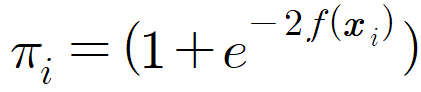 π_i = (1 + e^{-2f(𝒙_i)})